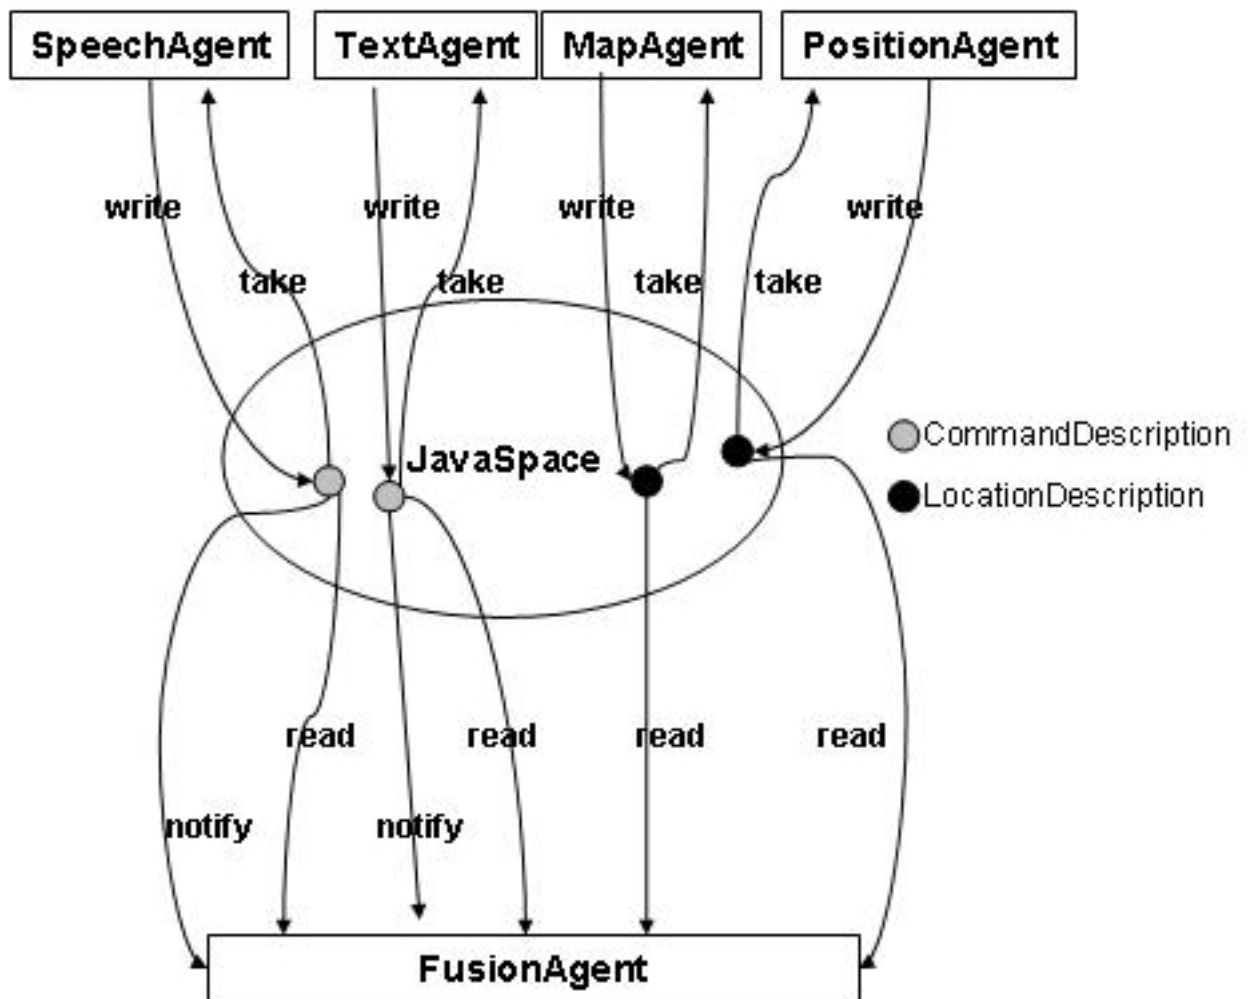 SpeechAgent
TextAgent
MapAgent
PositionAgent
write
write
write
write
take
take
take
take
JavaSpace
CommandDescription
LocationDescription
read
read
read
read
notify
notify
FusionAgent